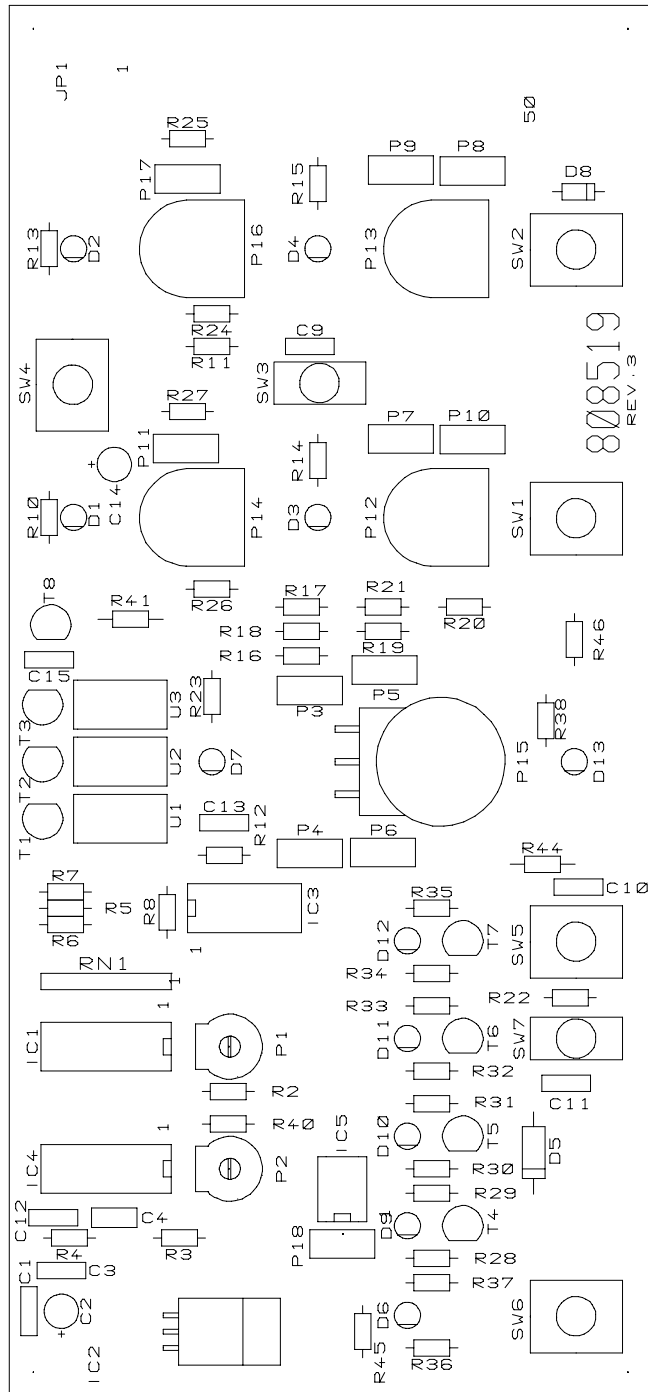 JP1
1
50
R25
P17
R15
P9
P8
D8
R13
D2
P16
D4
P13
SW2
R24
R11
C9
SW4
SW3
808519
REV.3
R27
P11
C14
+
R14
P7
P10
R10
D1
P14
D3
P12
SW1
T8
R41
R26
R17
R21
R18
R20
R16
R19
R46
C15
T3
U3
R23
P3
P5
R38
T2
U2
D7
P15
D13
T1
U1
C13
R12
P4
P6
R44
C10
R7
R5
R6
R8
1
IC3
R35
D12
T7
SW5
R34
RN1
1
R33
R22
1
IC1
P1
D11
T6
SW7
R2
R32
C11
R40
R31
1
IC4
P2
IC5
D10
T5
D5
R30
R29
C12
C4
R4
R3
P18
D9
T4
R28
C1
C3
R37
C2
+
D6
SW6
IC2
R45
R36